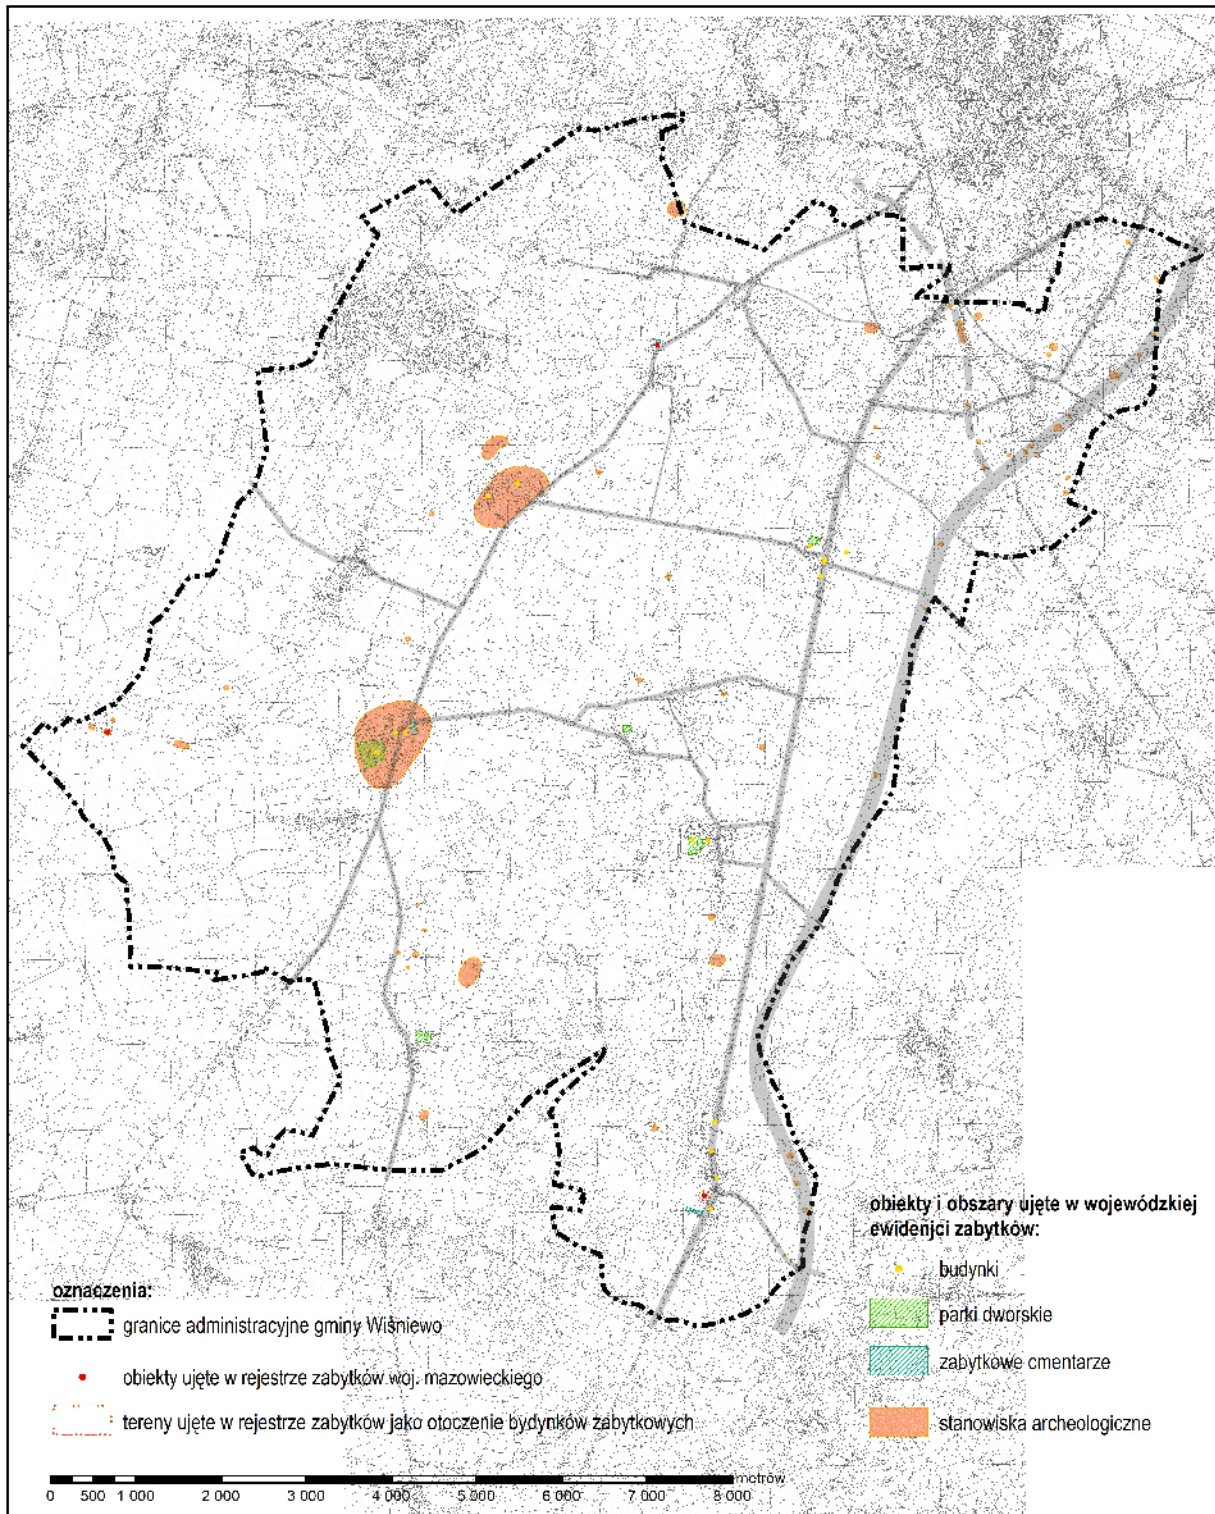 obiekty i obszary ujęte w wojewódzkiej
ewidenjci zabytków:
budynki
parki dworskie
zabytkowe cmentarze
stanowiska archeologiczne
oznaczenia:
granice administracyjne gminy Wiśniewo
obiekty ujęte w rejestrze zabytków woj. mazowieckiego
tereny ujęte w rejestrze zabytków jako otoczenie bydynków zabytkowych
metrów
0 500 1 000 2 000 3 000 4 000 5 000 6 000 7 000 8 000